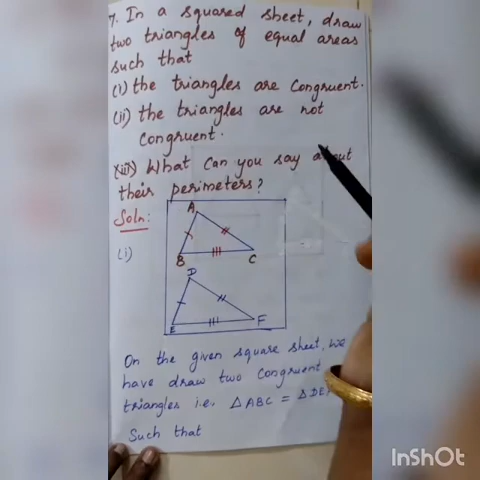 7. In a squared sheet, draw
two triangles of equal areas
such that
(i) the triangles are congruent.
(ii) the triangles are not
congruent.
(iii) What can you say about
their perimeters?
Soln:
(i)
A
B
C
D
E
F
On the given square sheet, we
have draw two congruent
triangles i.e. △ABC = △DE
Such that
InShOt